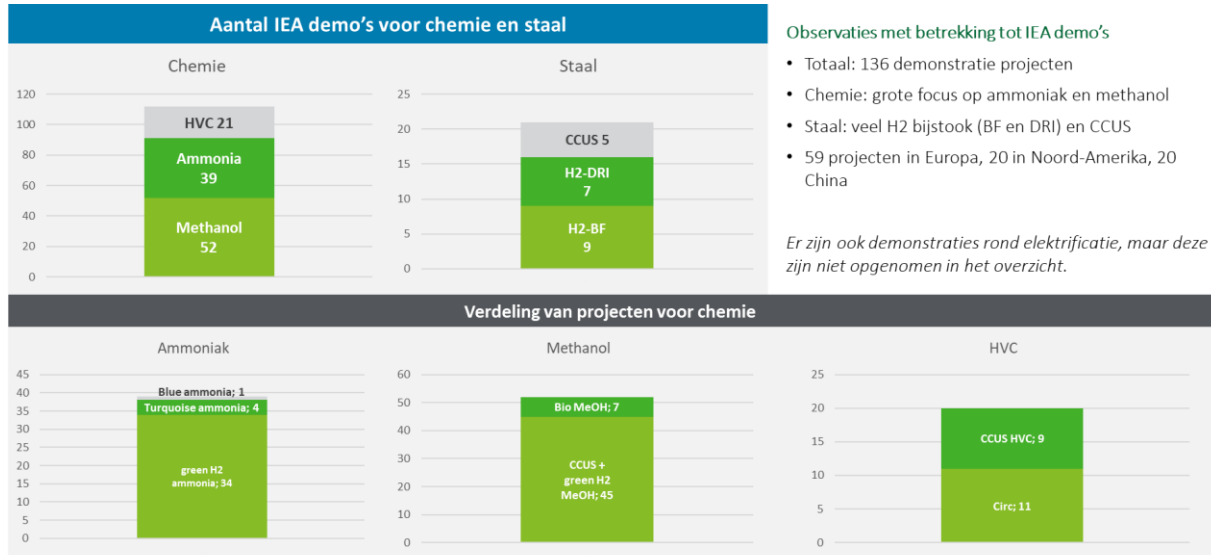 Aantal IEA demo's voor chemie en staal
Chemie
120
100
80
60
40
20
0
HVC 21
Ammonia
39
Methanol
52
Staal
25
20
15
10
5
0
CCUS 5
H2-DRI
7
H2-BF
9
Observaties met betrekking tot IEA demo's
• Totaal: 136 demonstratie projecten
• Chemie: grote focus op ammoniak en methanol
• Staal: veel H2 bijstook (BF en DRI) en CCUS
• 59 projecten in Europa, 20 in Noord-Amerika, 20
China
Er zijn ook demonstraties rond elektrificatie, maar deze
zijn niet opgenomen in het overzicht.
Verdeling van projecten voor chemie
Ammoniak
45
40
35
30
25
20
15
10
5
0
Blue ammonia; 1
Turquoise ammonia; 4
green H2
ammonia; 34
Methanol
60
50
40
30
20
10
0
Bio MeOH; 7
CCUS +
green H2
MeOH; 45
HVC
25
20
15
10
5
0
CCUS HVC; 9
Circ; 11